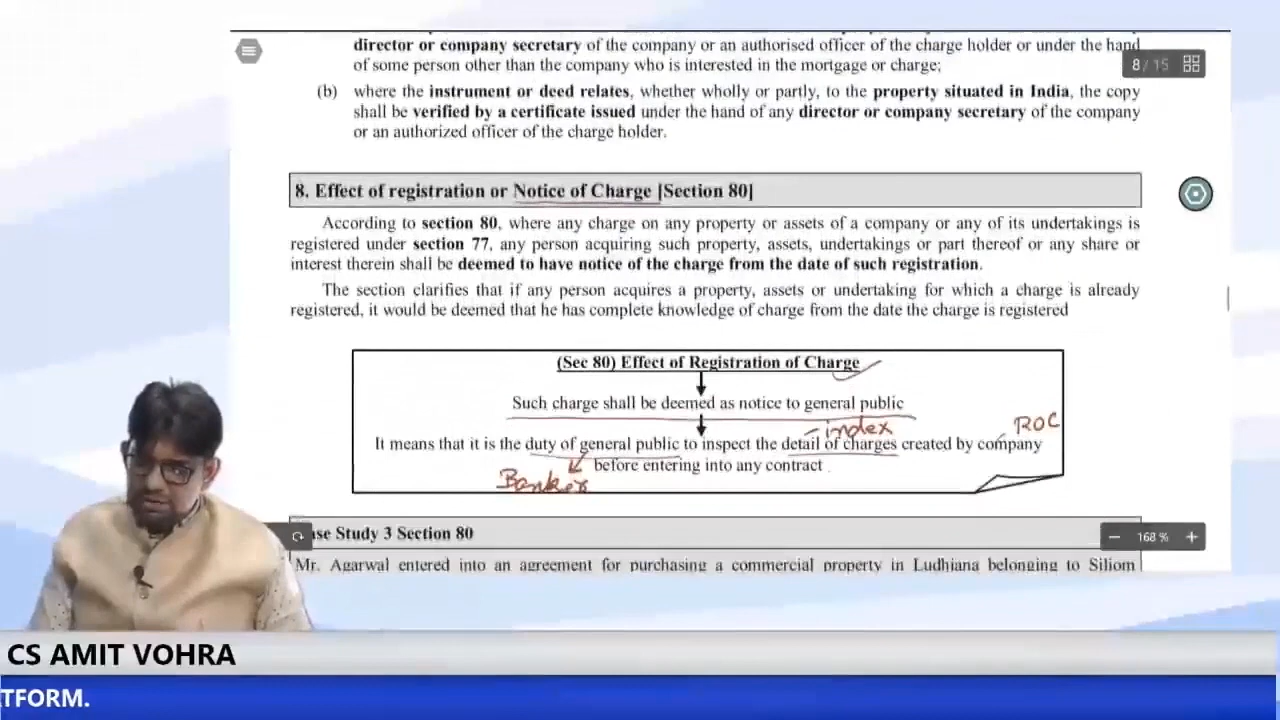 director or company secretary of the company or an authorised officer of the charge holder or under the hand
of some person other than the company who is interested in the mortgage or charge;
8 / 15
(b) where the instrument or deed relates, whether wholly or partly, to the property situated in India, the copy
shall be verified by a certificate issued under the hand of any director or company secretary of the company
or an authorized officer of the charge holder.
8. Effect of registration or Notice of Charge [Section 80]
According to section 80, where any charge on any property or assets of a company or any of its undertakings is
registered under section 77, any person acquiring such property, assets, undertakings or part thereof or any share or
interest therein shall be deemed to have notice of the charge from the date of such registration.
The section clarifies that if any person acquires a property, assets or undertaking for which a charge is already
registered, it would be deemed that he has complete knowledge of charge from the date the charge is registered
(Sec 80) Effect of Registration of Charge
Such charge shall be deemed as notice to general public
index ROC
It means that it is the duty of general public to inspect the detail of charges created by company
before entering into any contract
Banker
ase Study 3 Section 80
168 %
Mr. Agarwal entered into an agreement for purchasing a commercial property in Ludhiana belonging to Siliom
CS AMIT VOHRA
TFORM.